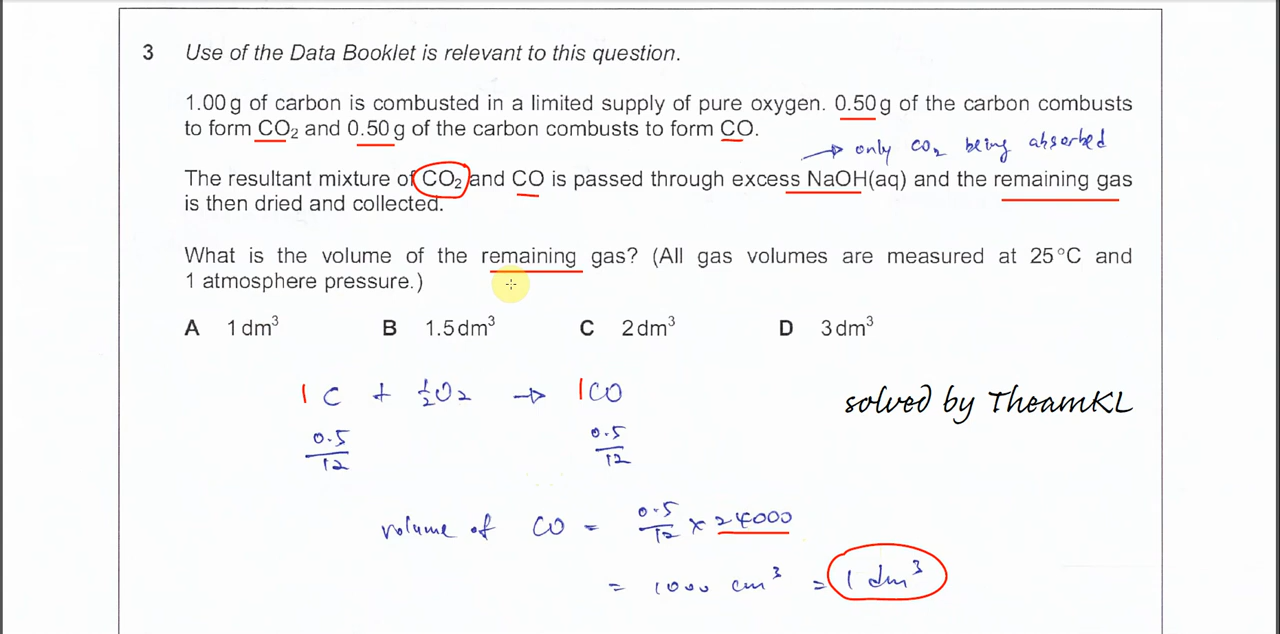 3 Use of the Data Booklet is relevant to this question.
1.00 g of carbon is combusted in a limited supply of pure oxygen. 0.50 g of the carbon combusts
to form CO₂ and 0.50 g of the carbon combusts to form CO.
→ only CO₂ being absorbed
The resultant mixture of CO₂ and CO is passed through excess NaOH(aq) and the remaining gas
is then dried and collected.
What is the volume of the remaining gas? (All gas volumes are measured at 25 °C and
1 atmosphere pressure.)
A 1 dm³ B 1.5 dm³ C 2 dm³ D 3 dm³
1 C + ½O₂ → 1CO
solved by TheamKL
0.5/12 0.5/12
volume of CO = 0.5/12 × 24000
= 1000 cm³ = 1 dm³